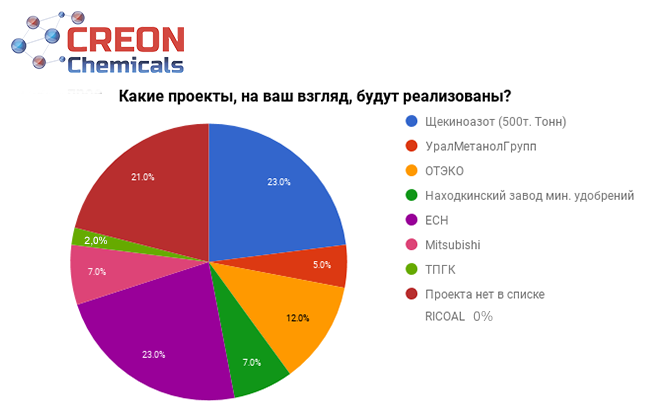 CREON
Chemicals
Какие проекты, на ваш взгляд, будут реализованы?
Щекиноазот (500т. Тонн)
УралМетанолГрупп
ОТЭКО
Находкинский завод мин. удобрений
ЕСН
Mitsubishi
ТПГК
Проекта нет в списке
RICOAL 0%
21.0%
23.0%
2,0%
5.0%
7.0%
12.0%
7.0%
23.0%